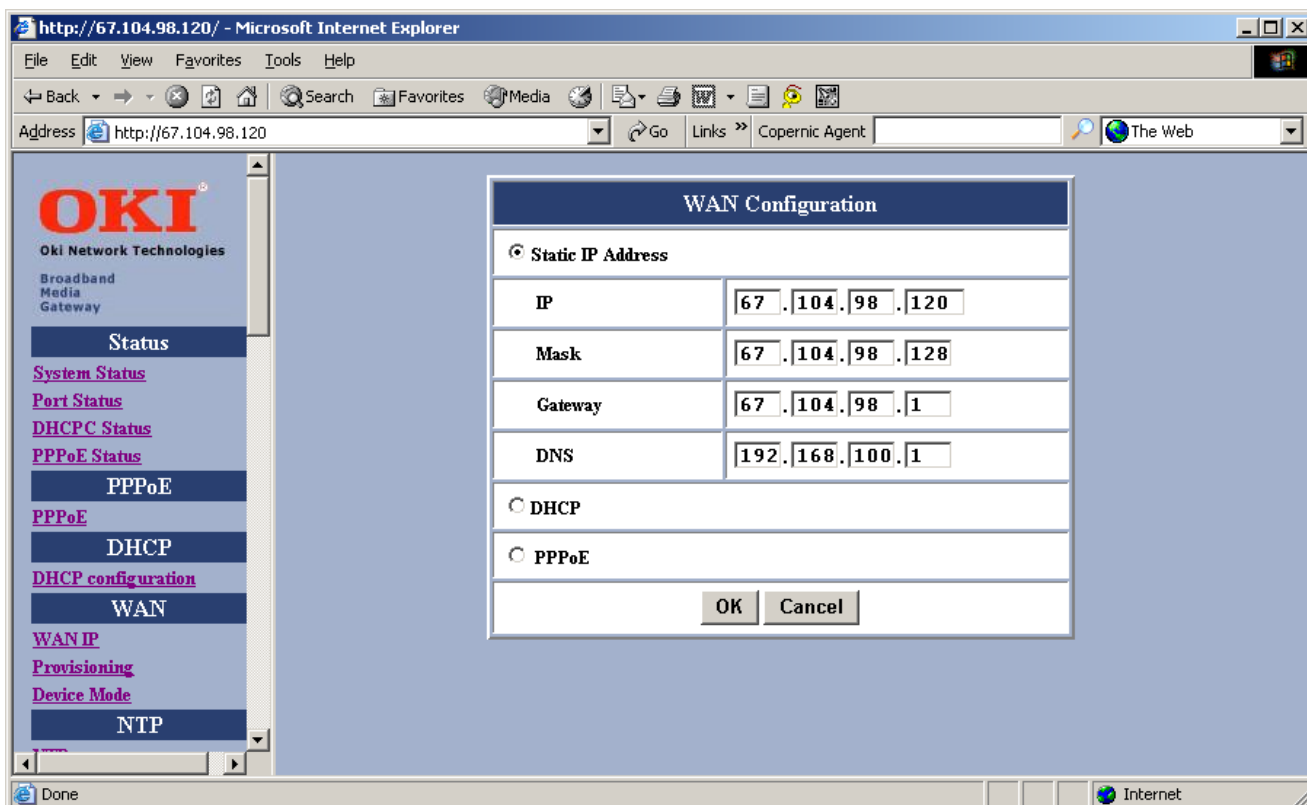 http://67.104.98.120/ - Microsoft Internet Explorer
File Edit View Favorites Tools Help
Back Search Favorites Media
Address http://67.104.98.120 Go Links » Copernic Agent The Web
OKI®
Oki Network Technologies
Broadband
Media
Gateway
Status
System Status
Port Status
DHCPC Status
PPPoE Status
PPPoE
PPPoE
DHCP
DHCP configuration
WAN
WAN IP
Provisioning
Device Mode
NTP
WAN Configuration
Static IP Address
IP 67 . 104 . 98 . 120
Mask 67 . 104 . 98 . 128
Gateway 67 . 104 . 98 . 1
DNS 192 . 168 . 100 . 1
DHCP
PPPoE
OK Cancel
Done Internet